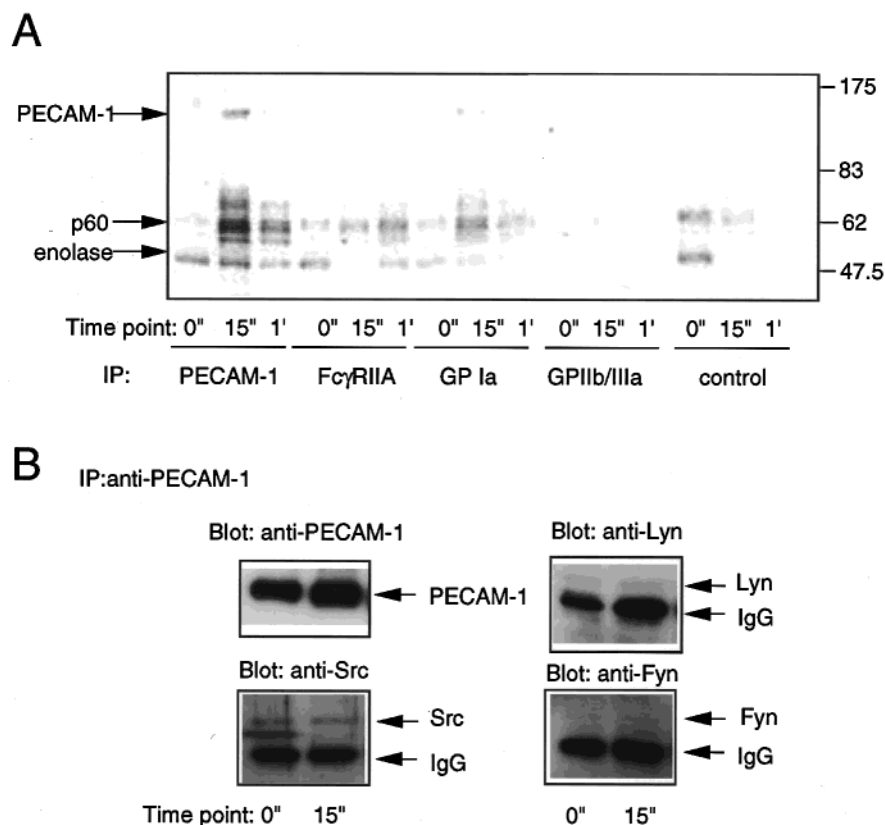 A
PECAM-1
p60
enolase
175
83
62
47.5
Time point: 0" 15" 1' 0" 15" 1' 0" 15" 1' 0" 15" 1' 0" 15" 1'
IP: PECAM-1 FcγRIIA GP Ia GPIIb/IIIa control
B
IP:anti-PECAM-1
Blot: anti-PECAM-1
PECAM-1
Blot: anti-Lyn
Lyn
IgG
Blot: anti-Src
Src
IgG
Blot: anti-Fyn
Fyn
IgG
Time point: 0" 15" 0" 15"